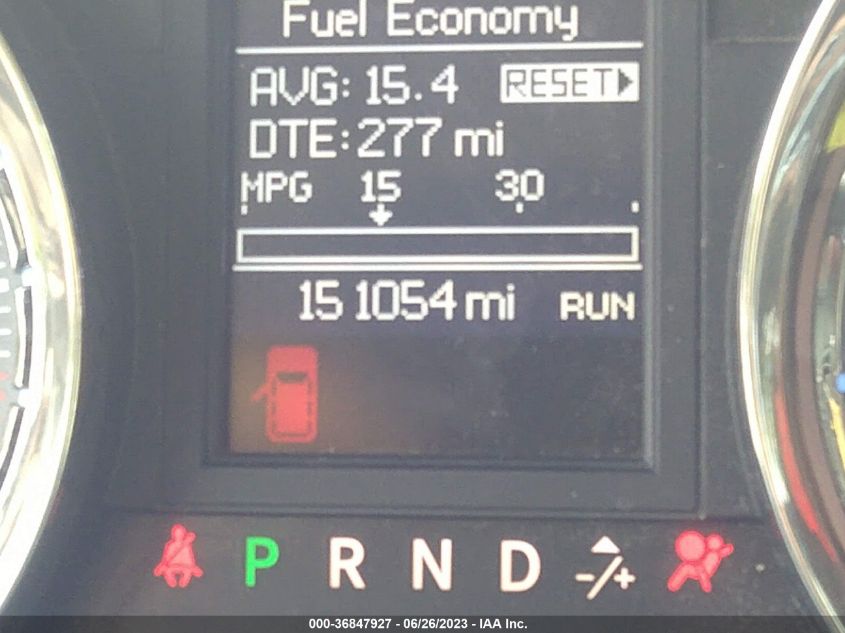 Fuel Economy
AVG: 15.4 RESET
DTE: 277 mi
MPG 15 30
151054 mi RUN
P R N D -/+
000-36847927 - 06/26/2023 - IAA Inc.